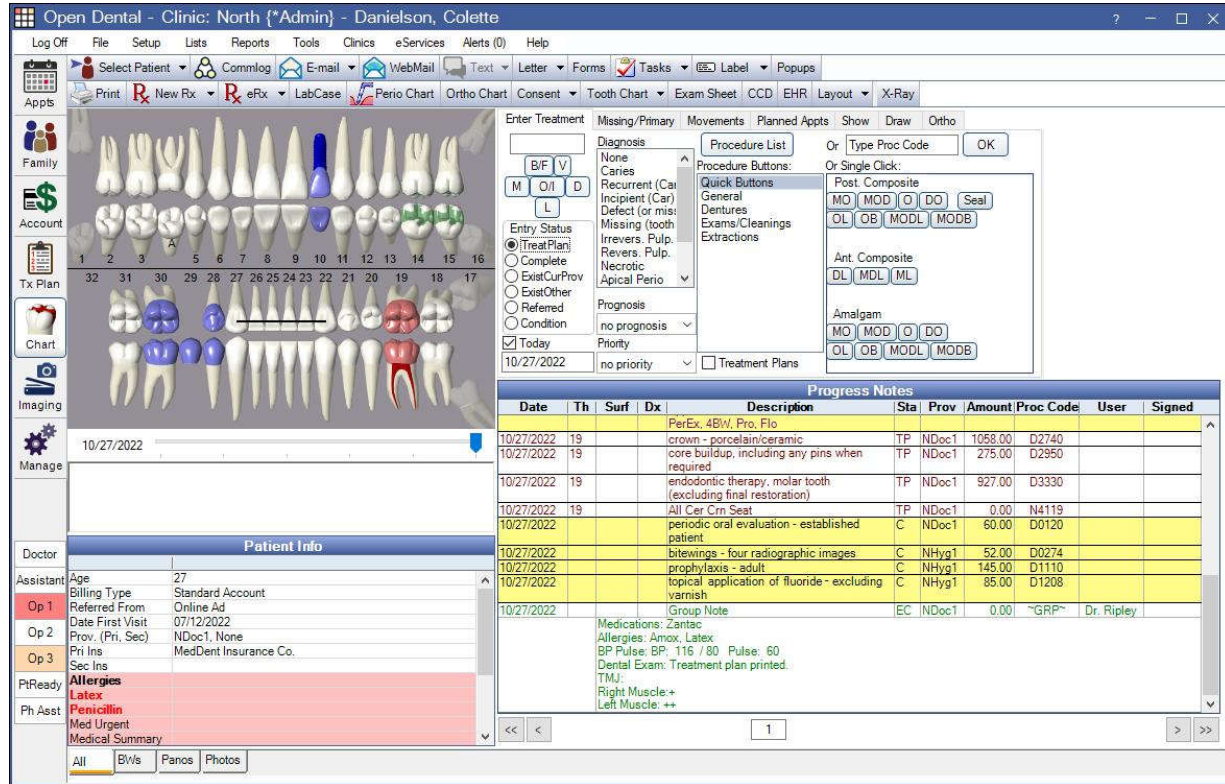 Open Dental - Clinic: North {*Admin} - Danielson, Colette
Log Off File Setup Lists Reports Tools Clinics eServices Alerts (0) Help
Select Patient Commlog E-mail WebMail Text Letter Forms Tasks Label Popups
Print New Rx eRx LabCase Perio Chart Ortho Chart Consent Tooth Chart Exam Sheet CCD EHR Layout X-Ray
Appts
Family
Account
Tx Plan
Chart
Imaging
Manage
A
1 2 3 5 6 7 8 9 10 11 12 13 14 15 16
32 31 30 29 28 27 26 25 24 23 22 21 20 19 18 17
10/27/2022
Enter Treatment Missing/Primary Movements Planned Appts Show Draw Ortho
B/F V
M O/I D
L
Entry Status
TreatPlan
Complete
ExistCurProv
ExistOther
Referred
Condition
Today
10/27/2022
Diagnosis
None
Caries
Recurrent (Car
Incipient (Car)
Defect (or miss
Missing (tooth
Irrevers. Pulp.
Revers. Pulp.
Necrotic
Apical Perio
Prognosis
no prognosis
Priority
no priority
Procedure List
Procedure Buttons:
Quick Buttons
General
Dentures
Exams/Cleanings
Extractions
Treatment Plans
Or Type Proc Code OK
Or Single Click:
Post. Composite
MO MOD O DO Seal
OL OB MODL MODB
Ant. Composite
DL MDL ML
Amalgam
MO MOD O DO
OL OB MODL MODB
Progress Notes
Date Th Surf Dx Description Sta Prov Amount Proc Code User Signed
PerEx, 4BW, Pro, Flo
10/27/2022 19 crown - porcelain/ceramic TP NDoc1 1058.00 D2740
10/27/2022 19 core buildup, including any pins when TP NDoc1 275.00 D2950
required
10/27/2022 19 endodontic therapy, molar tooth TP NDoc1 927.00 D3330
(excluding final restoration)
10/27/2022 19 All Cer Crn Seat TP NDoc1 0.00 N4119
10/27/2022 periodic oral evaluation - established C NDoc1 60.00 D0120
patient
10/27/2022 bitewings - four radiographic images C NHyg1 52.00 D0274
10/27/2022 prophylaxis - adult C NHyg1 145.00 D1110
10/27/2022 topical application of fluoride - excluding C NHyg1 85.00 D1208
varnish
10/27/2022 Group Note EC NDoc1 0.00 ~GRP~ Dr. Ripley
Medications: Zantac
Allergies: Amox, Latex
BP Pulse: BP: 116 / 80 Pulse: 60
Dental Exam: Treatment plan printed.
TMJ:
Right Muscle:+
Left Muscle: ++
<< < 1 > >>
Doctor
Assistant
Op 1
Op 2
Op 3
PtReady
Ph Asst
Patient Info
Age 27
Billing Type Standard Account
Referred From Online Ad
Date First Visit 07/12/2022
Prov. (Pri, Sec) NDoc1, None
Pri Ins MedDent Insurance Co.
Sec Ins
Allergies
Latex
Penicillin
Med Urgent
Medical Summary
All BWs Panos Photos